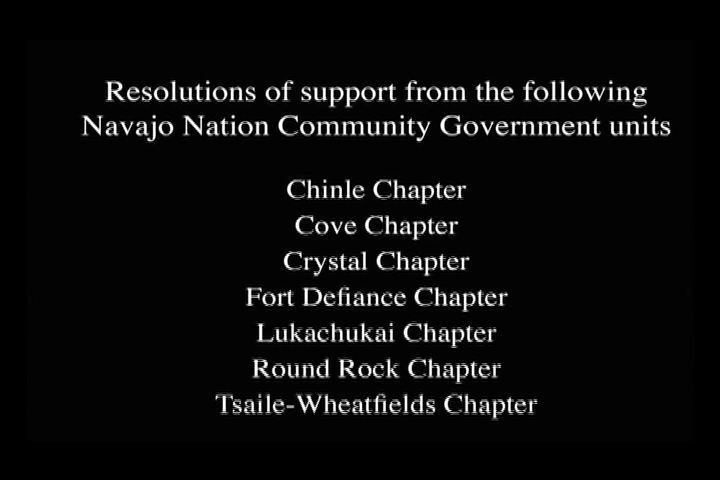 Resolutions of support from the following
Navajo Nation Community Government units
Chinle Chapter
Cove Chapter
Crystal Chapter
Fort Defiance Chapter
Lukachukai Chapter
Round Rock Chapter
Tsaile-Wheatfields Chapter